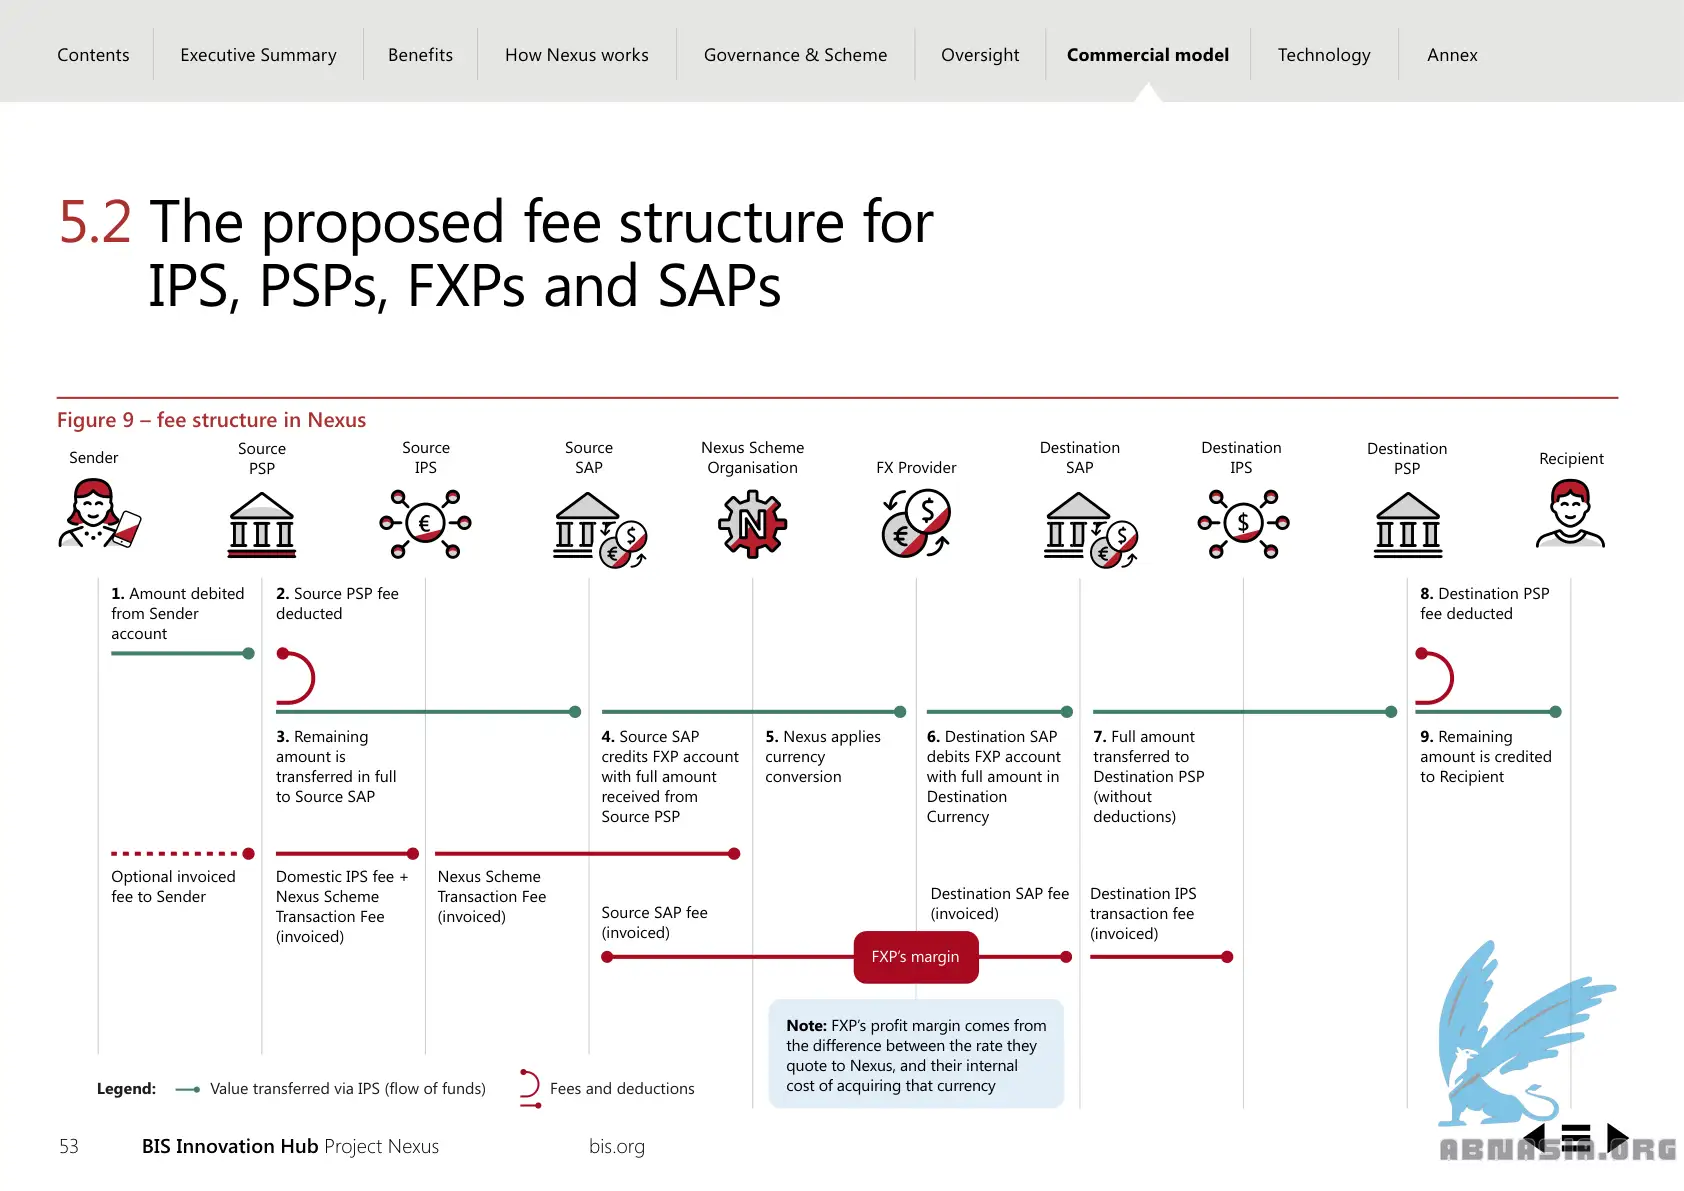 Contents
Executive Summary
Benefits
How Nexus works
Governance & Scheme
Oversight
Commercial model
Technology
Annex
5.2 The proposed fee structure for
IPS, PSPs, FXPs and SAPs
Figure 9 – fee structure in Nexus
Sender
Source
PSP
Source
IPS
Source
SAP
Nexus Scheme
Organisation
FX Provider
Destination
SAP
Destination
IPS
Destination
PSP
Recipient
€
€
$
N
€
$
€
$
$
1. Amount debited
from Sender
account
2. Source PSP fee
deducted
8. Destination PSP
fee deducted
3. Remaining
amount is
transferred in full
to Source SAP
4. Source SAP
credits FXP account
with full amount
received from
Source PSP
5. Nexus applies
currency
conversion
6. Destination SAP
debits FXP account
with full amount in
Destination
Currency
7. Full amount
transferred to
Destination PSP
(without
deductions)
9. Remaining
amount is credited
to Recipient
Optional invoiced
fee to Sender
Domestic IPS fee +
Nexus Scheme
Transaction Fee
(invoiced)
Nexus Scheme
Transaction Fee
(invoiced)
Source SAP fee
(invoiced)
Destination SAP fee
(invoiced)
Destination IPS
transaction fee
(invoiced)
FXP's margin
Note: FXP's profit margin comes from
the difference between the rate they
quote to Nexus, and their internal
cost of acquiring that currency
Legend:
Value transferred via IPS (flow of funds)
Fees and deductions
53
BIS Innovation Hub Project Nexus
bis.org
ABNASIA.ORG